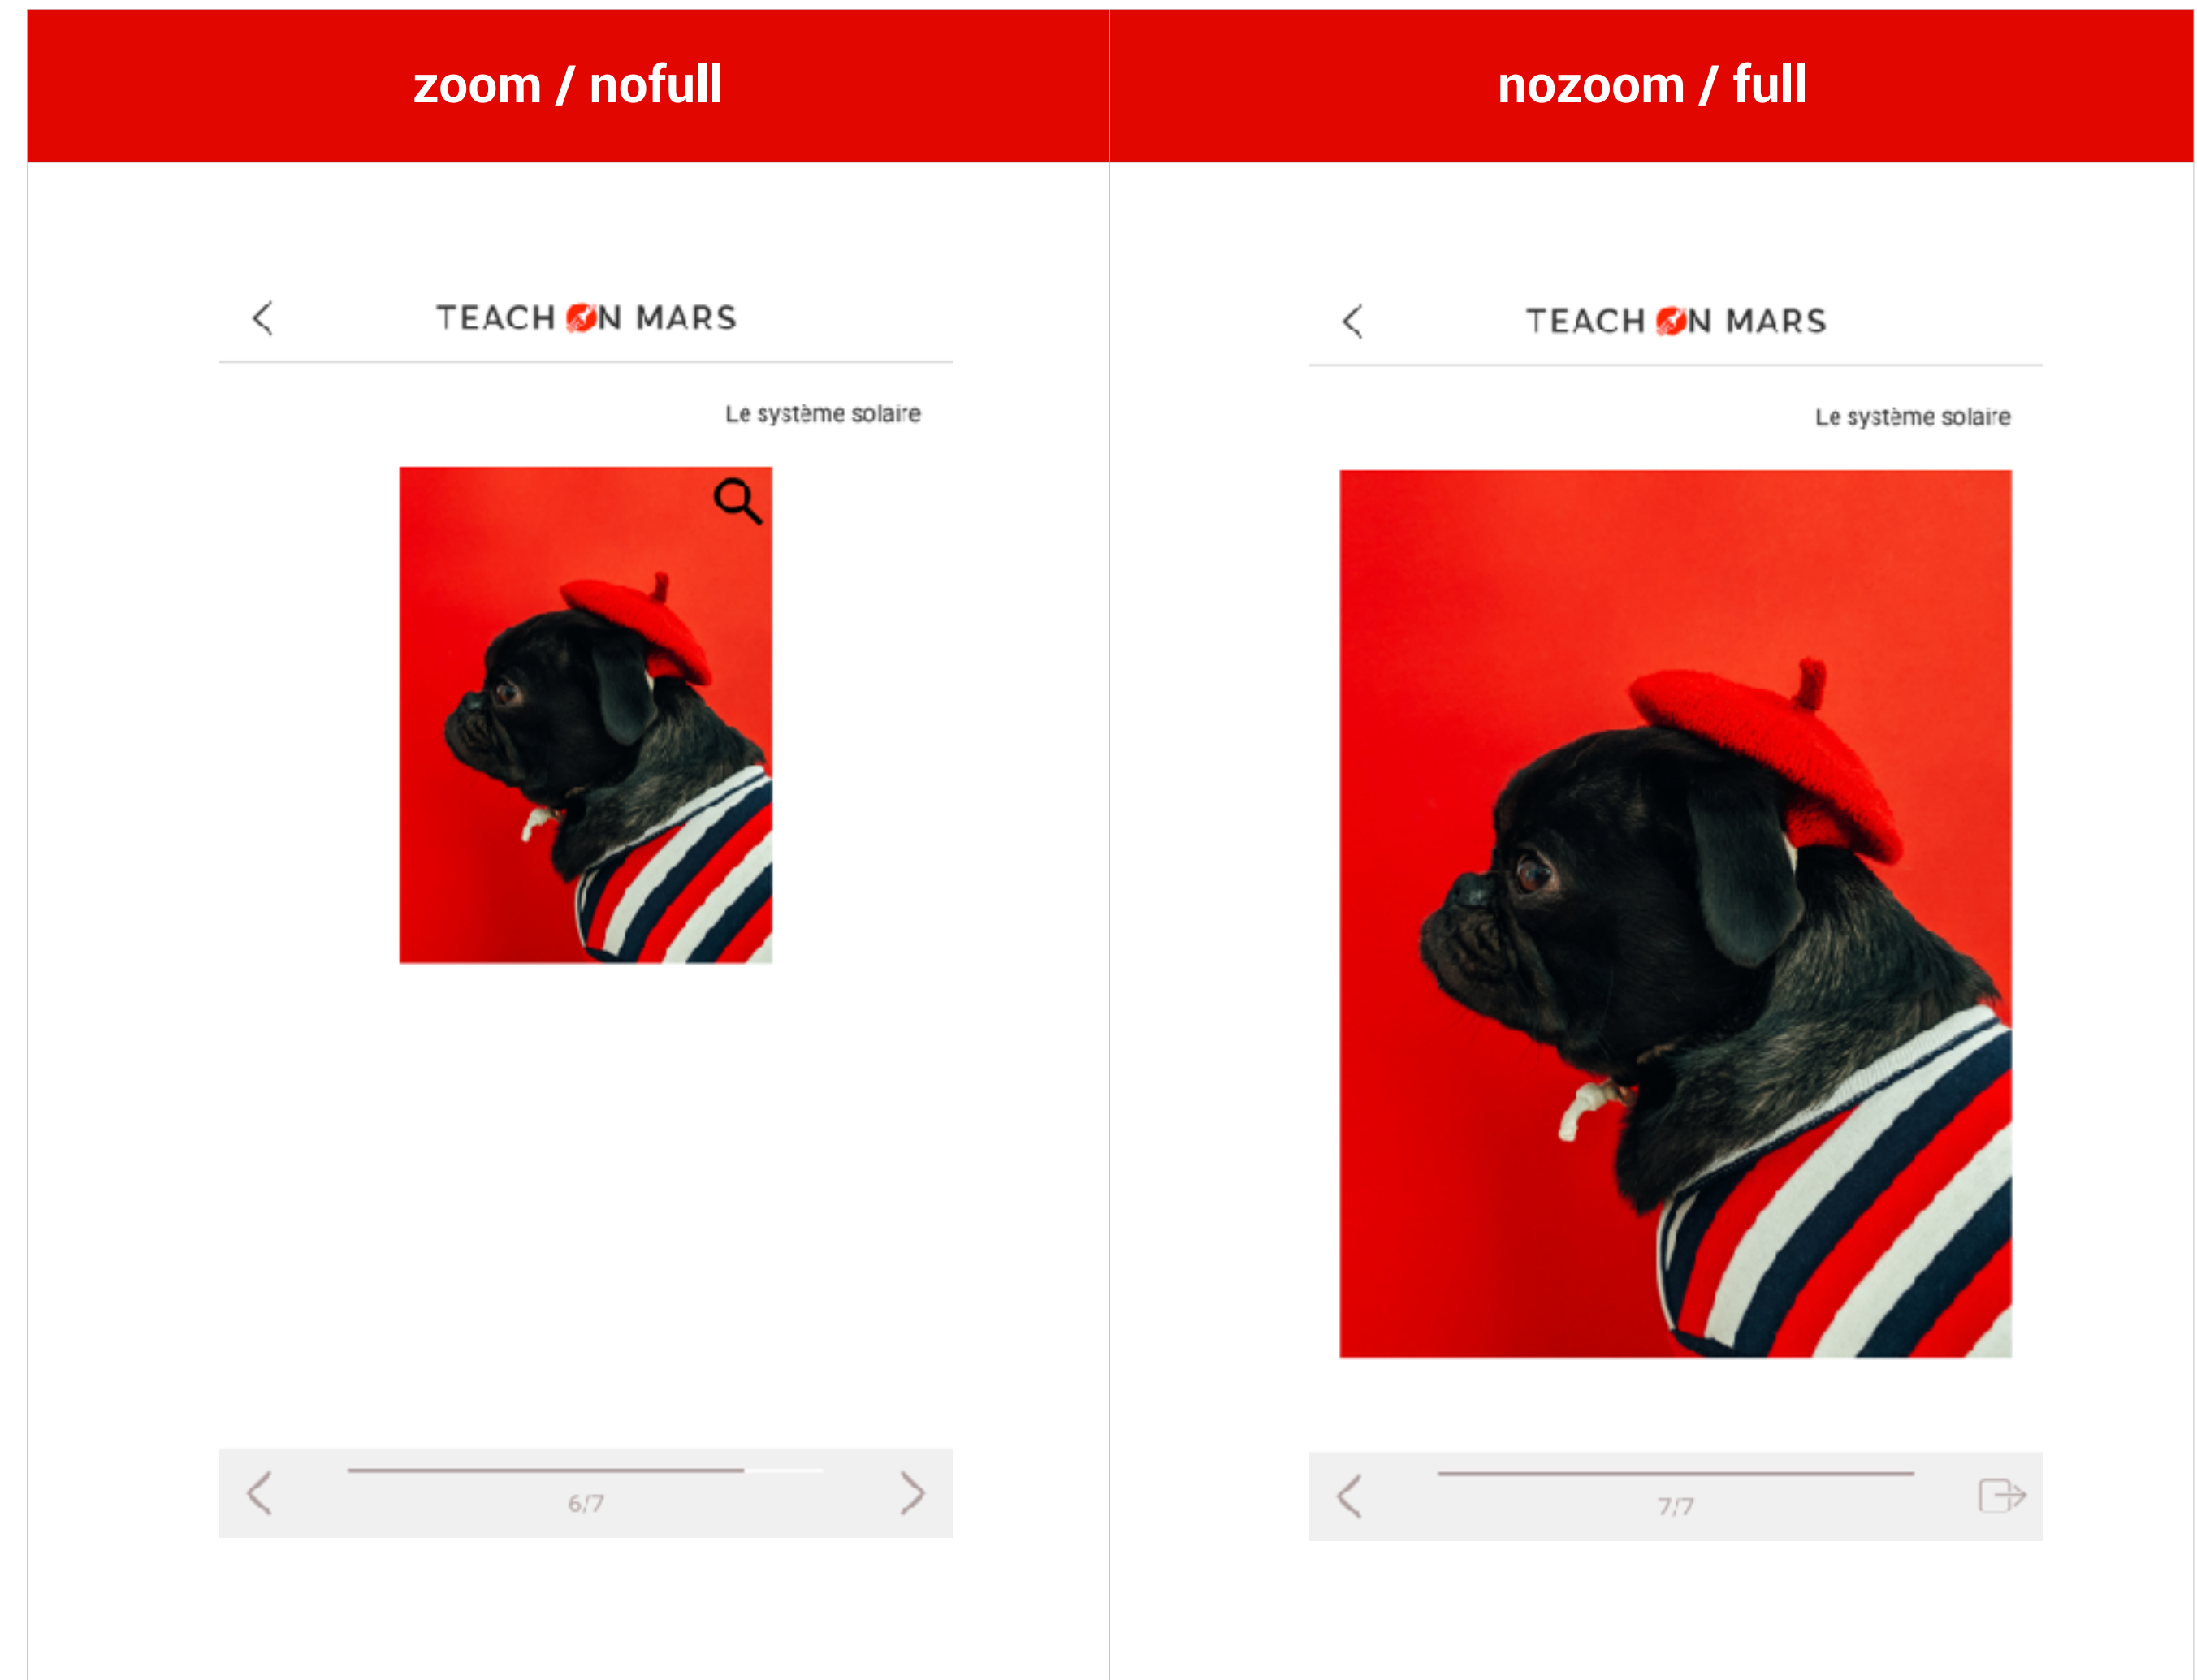 zoom / nofull
nozoom / full
TEACH ON MARS
Le système solaire
6/7
TEACH ON MARS
Le système solaire
7/7